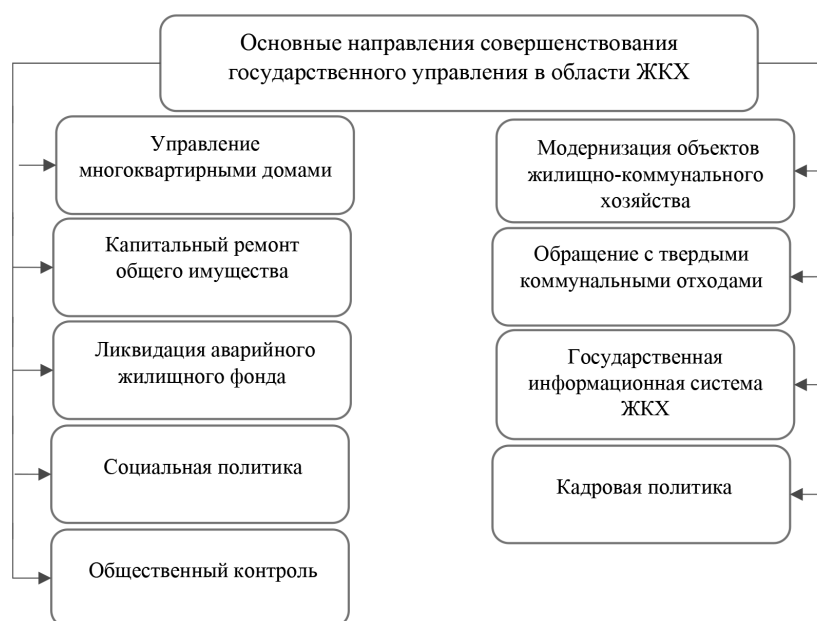 Основные направления совершенствования
государственного управления в области ЖКХ
Управление
многоквартирными домами
Капитальный ремонт
общего имущества
Ликвидация аварийного
жилищного фонда
Социальная политика
Общественный контроль
Модернизация объектов
жилищно-коммунального
хозяйства
Обращение с твердыми
коммунальными отходами
Государственная
информационная система
ЖКХ
Кадровая политика